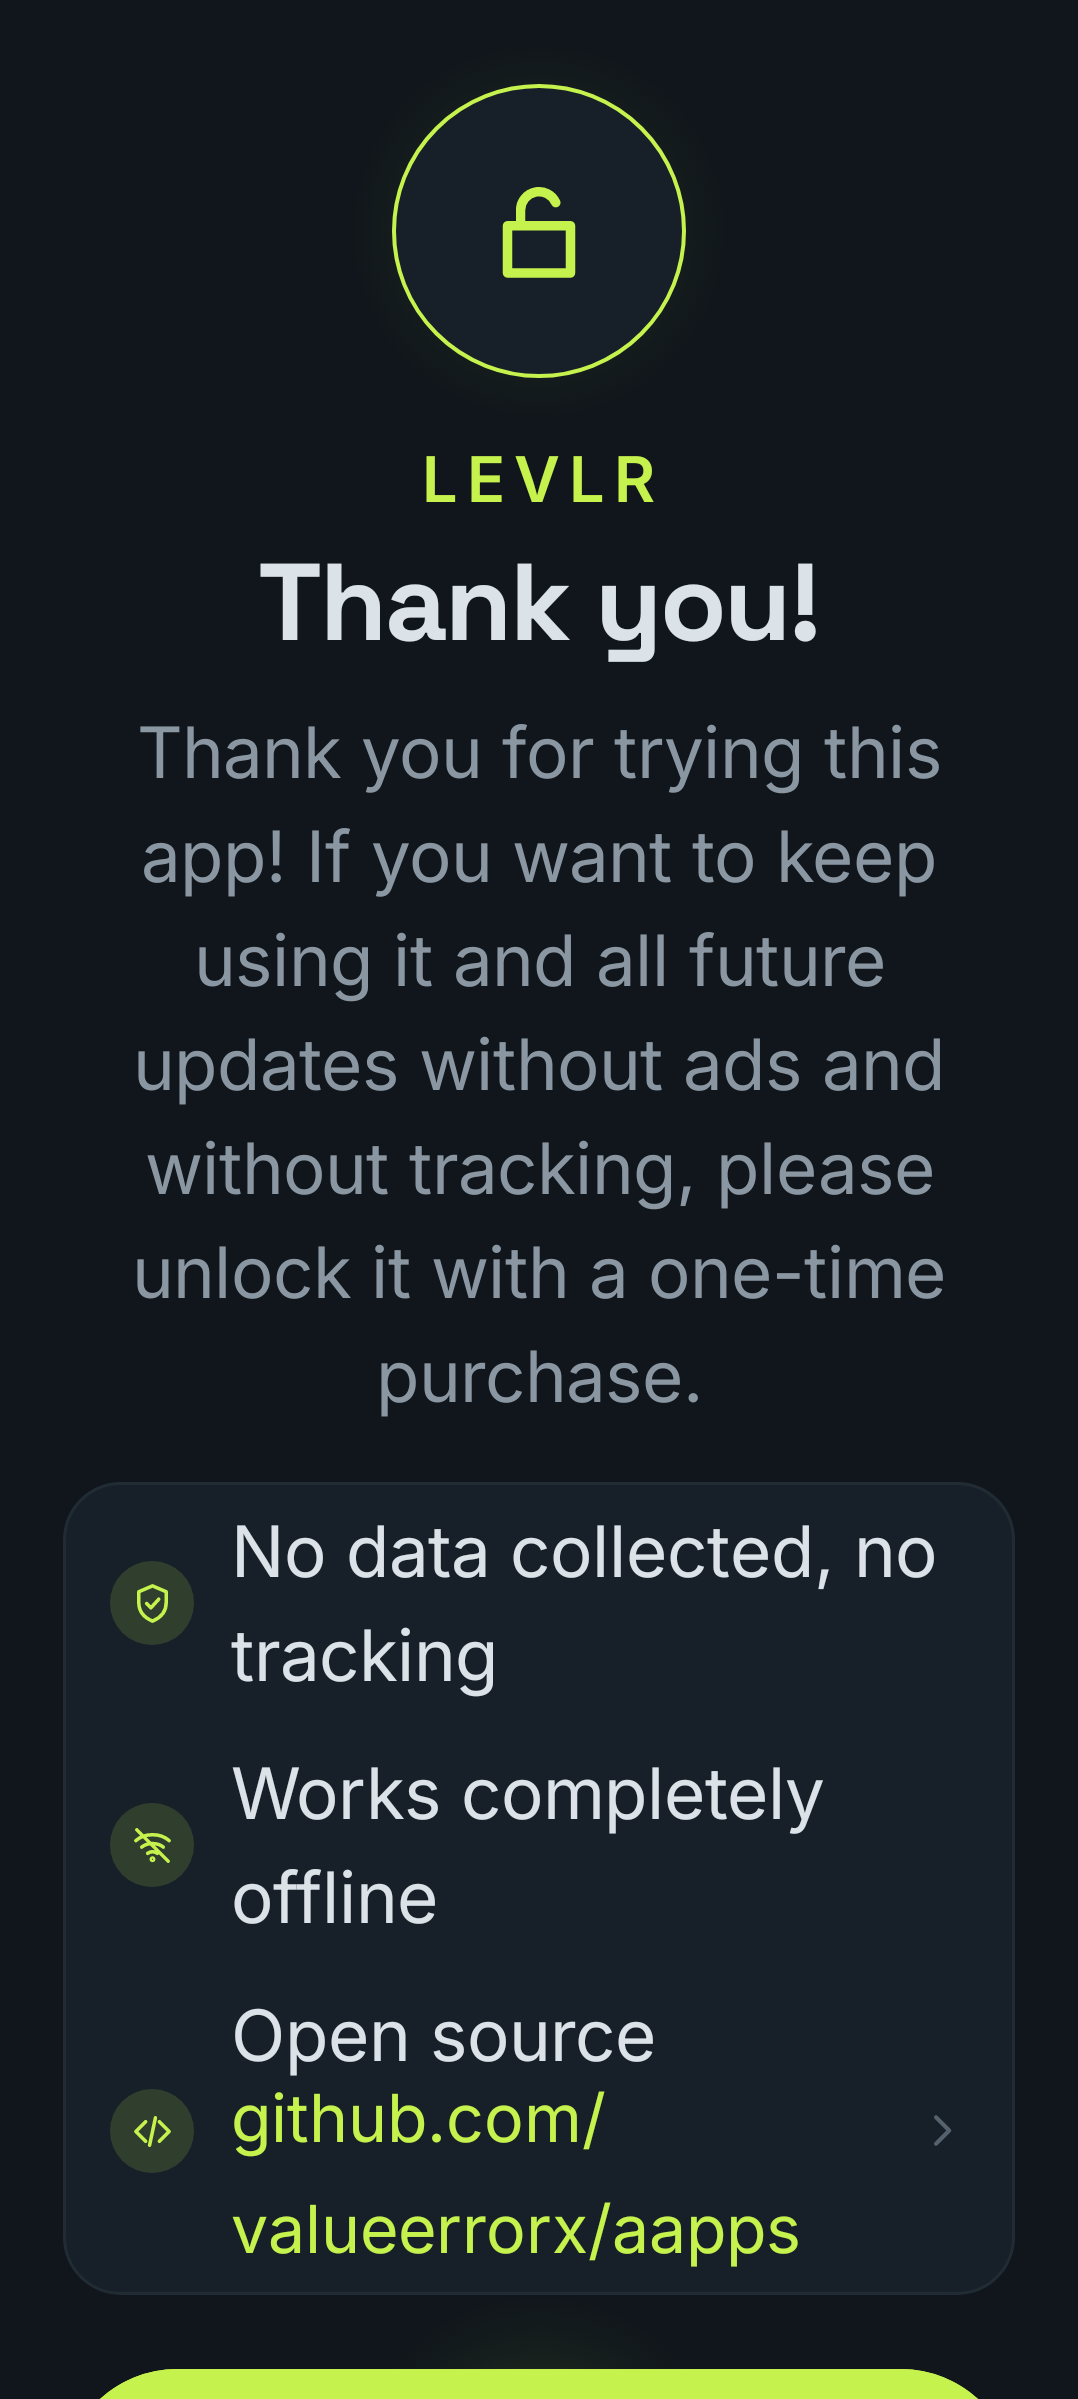 LEVLR
Thank you!
Thank you for trying this
app! If you want to keep
using it and all future
updates without ads and
without tracking, please
unlock it with a one-time
purchase.
No data collected, no
tracking
Works completely
offline
Open source
github.com/
valueerrorx/aapps